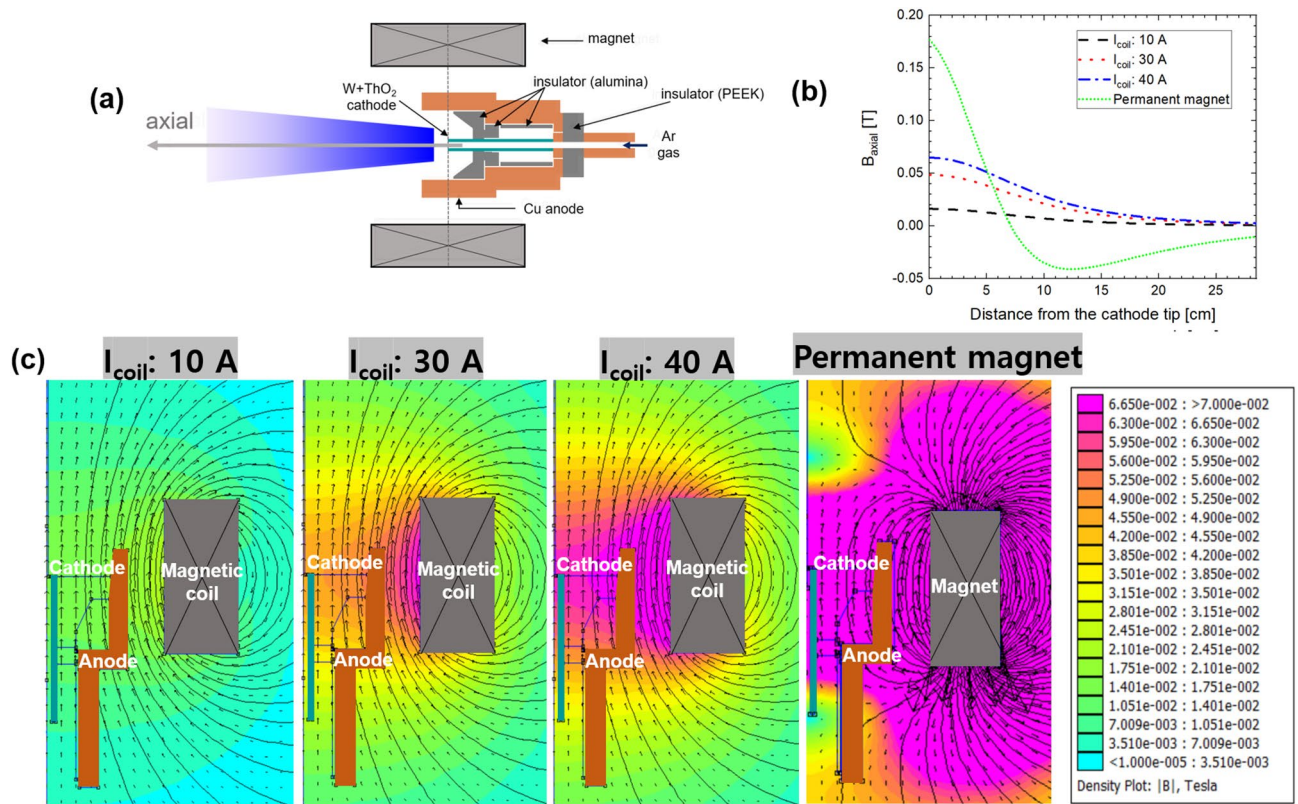 (a)
magnet
insulator (alumina)
W+ThO2
cathode
insulator (PEEK)
axial
Ar
gas
Cu anode
(b)
0.20
0.15
0.10
0.05
0.00
-0.05
Baxial [T]
Icoil: 10 A
Icoil: 30 A
Icoil: 40 A
Permanent magnet
0
5
10
15
20
25
Distance from the cathode tip [cm]
(c)
Icoil: 10 A
Icoil: 30 A
Icoil: 40 A
Permanent magnet
Cathode
Magnetic
coil
Anode
Cathode
Magnetic
coil
Anode
Cathode
Magnetic
coil
Anode
Cathode
Magnet
Anode
6.650e-002 : >7.000e-002
6.300e-002 : 6.650e-002
5.950e-002 : 6.300e-002
5.600e-002 : 5.950e-002
5.250e-002 : 5.600e-002
4.900e-002 : 5.250e-002
4.550e-002 : 4.900e-002
4.200e-002 : 4.550e-002
3.850e-002 : 4.200e-002
3.501e-002 : 3.850e-002
3.151e-002 : 3.501e-002
2.801e-002 : 3.151e-002
2.451e-002 : 2.801e-002
2.101e-002 : 2.451e-002
1.751e-002 : 2.101e-002
1.401e-002 : 1.751e-002
1.051e-002 : 1.401e-002
7.009e-003 : 1.051e-002
3.510e-003 : 7.009e-003
<1.000e-005 : 3.510e-003
Density Plot: |B|, Tesla